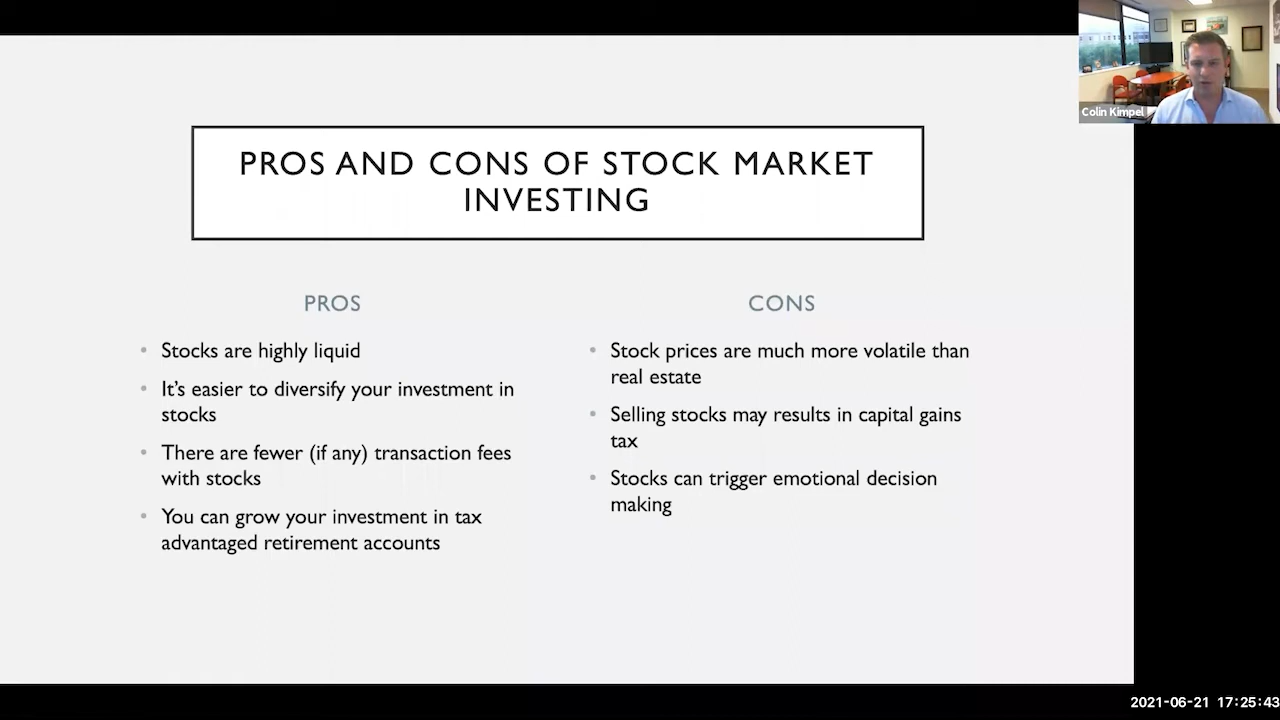 Colin Kimpel
PROS AND CONS OF STOCK MARKET
INVESTING
PROS
• Stocks are highly liquid
• It’s easier to diversify your investment in
stocks
• There are fewer (if any) transaction fees
with stocks
• You can grow your investment in tax
advantaged retirement accounts
CONS
• Stock prices are much more volatile than
real estate
• Selling stocks may results in capital gains
tax
• Stocks can trigger emotional decision
making
2021-06-21 17:25:43